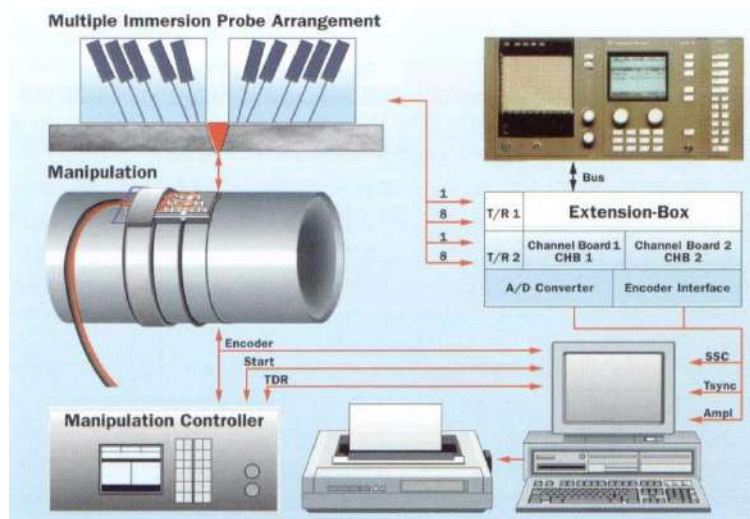 Multiple Immersion Probe Arrangement
Manipulation
Bus
1
8
1
8
T/R 1
Extension-Box
T/R 2
Channel Board 1
CHB 1
Channel Board 2
CHB 2
A/D Converter
Encoder Interface
Encoder
Start
TDR
SSC
Tsync
Ampl
Manipulation Controller